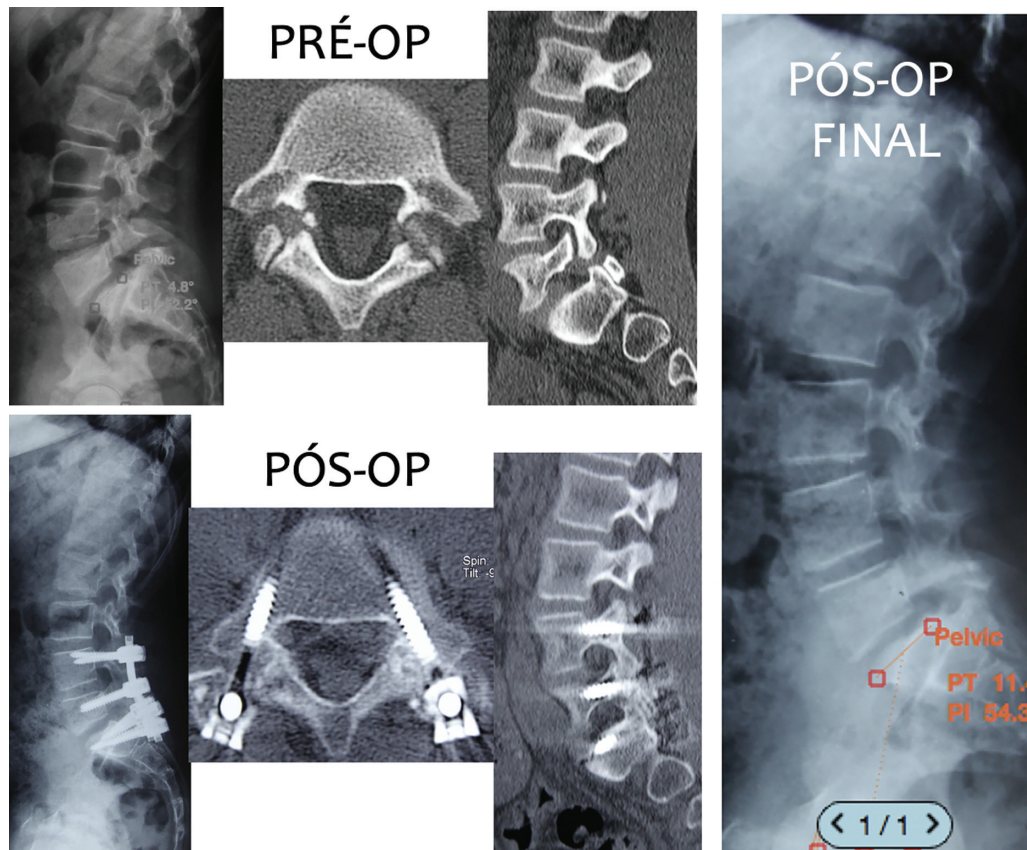 PRÉ-OP
Pelvic
PT 4.8°
PÓS-OP
Spin:
Tilt: -9
PÓS-OP
FINAL
Pelvic
PT 11.
PI 54.3
1 / 1